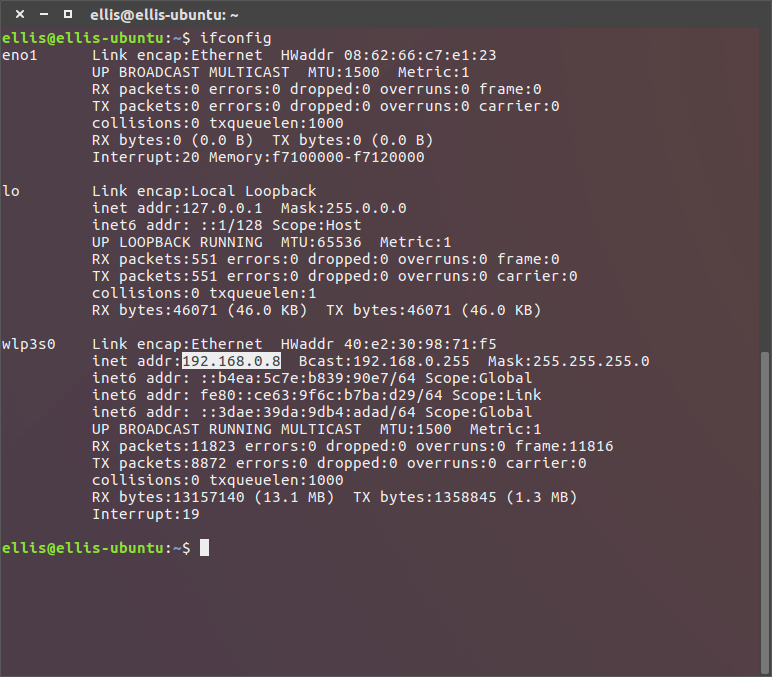 ellis@ellis-ubuntu: ~
ellis@ellis-ubuntu:~$ ifconfig
eno1      Link encap:Ethernet  HWaddr 08:62:66:c7:e1:23
          UP BROADCAST MULTICAST  MTU:1500  Metric:1
          RX packets:0 errors:0 dropped:0 overruns:0 frame:0
          TX packets:0 errors:0 dropped:0 overruns:0 carrier:0
          collisions:0 txqueuelen:1000
          RX bytes:0 (0.0 B)  TX bytes:0 (0.0 B)
          Interrupt:20 Memory:f7100000-f7120000
lo        Link encap:Local Loopback
          inet addr:127.0.0.1  Mask:255.0.0.0
          inet6 addr: ::1/128 Scope:Host
          UP LOOPBACK RUNNING  MTU:65536  Metric:1
          RX packets:551 errors:0 dropped:0 overruns:0 frame:0
          TX packets:551 errors:0 dropped:0 overruns:0 carrier:0
          collisions:0 txqueuelen:1
          RX bytes:46071 (46.0 KB)  TX bytes:46071 (46.0 KB)
wlp3s0    Link encap:Ethernet  HWaddr 40:e2:30:98:71:f5
          inet addr:192.168.0.8  Bcast:192.168.0.255  Mask:255.255.255.0
          inet6 addr: ::b4ea:5c7e:b839:90e7/64 Scope:Global
          inet6 addr: fe80::ce63:9f6c:b7ba:d29/64 Scope:Link
          inet6 addr: ::3dae:39da:9db4:adad/64 Scope:Global
          UP BROADCAST RUNNING MULTICAST  MTU:1500  Metric:1
          RX packets:11823 errors:0 dropped:0 overruns:0 frame:11816
          TX packets:8872 errors:0 dropped:0 overruns:0 carrier:0
          collisions:0 txqueuelen:1000
          RX bytes:13157140 (13.1 MB)  TX bytes:1358845 (1.3 MB)
          Interrupt:19
ellis@ellis-ubuntu:~$